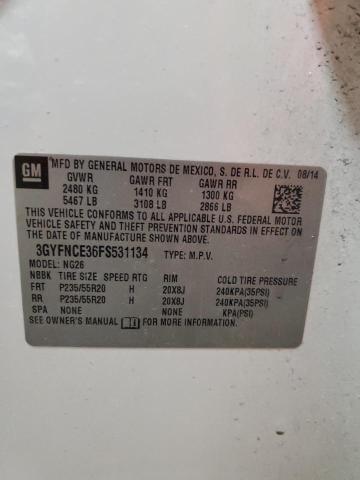 GM
MFD BY GENERAL MOTORS DE MEXICO, S. DE R.L. DE C.V. 08/14
GVWR GAWR FRT GAWR RR
2480 KG 1410 KG 1300 KG
5467 LB 3108 LB 2866 LB
THIS VEHICLE CONFORMS TO ALL APPLICABLE U.S. FEDERAL MOTOR
VEHICLE SAFETY AND THEFT PREVENTION STANDARDS IN EFFECT ON THE
DATE OF MANUFACTURE SHOWN ABOVE.
3GYFNCE36FS531134 TYPE: M.P.V.
MODEL: NG26
NBBK TIRE SIZE SPEED RTG RIM COLD TIRE PRESSURE
FRT P235/55R20 H 20X8J 240KPA(35PSI)
RR P235/55R20 H 20X8J 240KPA(35PSI)
SPA NONE NONE KPA(PSI)
SEE OWNER'S MANUAL FOR MORE INFORMATION